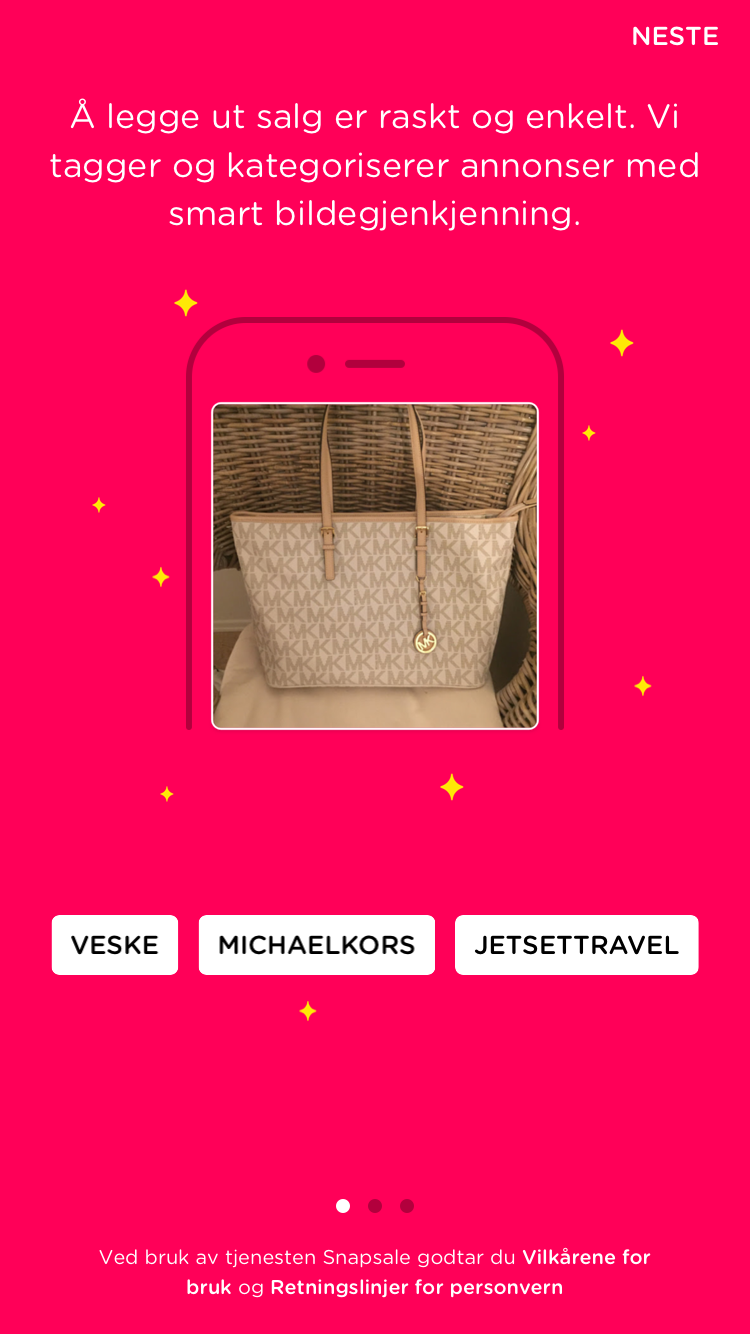 NESTE
Å legge ut salg er raskt og enkelt. Vi
tagger og kategoriserer annonser med
smart bildegjenkjenning.
MK
VESKE
MICHAELKORS
JETSETTRAVEL
Ved bruk av tjenesten Snapsale godtar du Vilkårene for
bruk og Retningslinjer for personvern